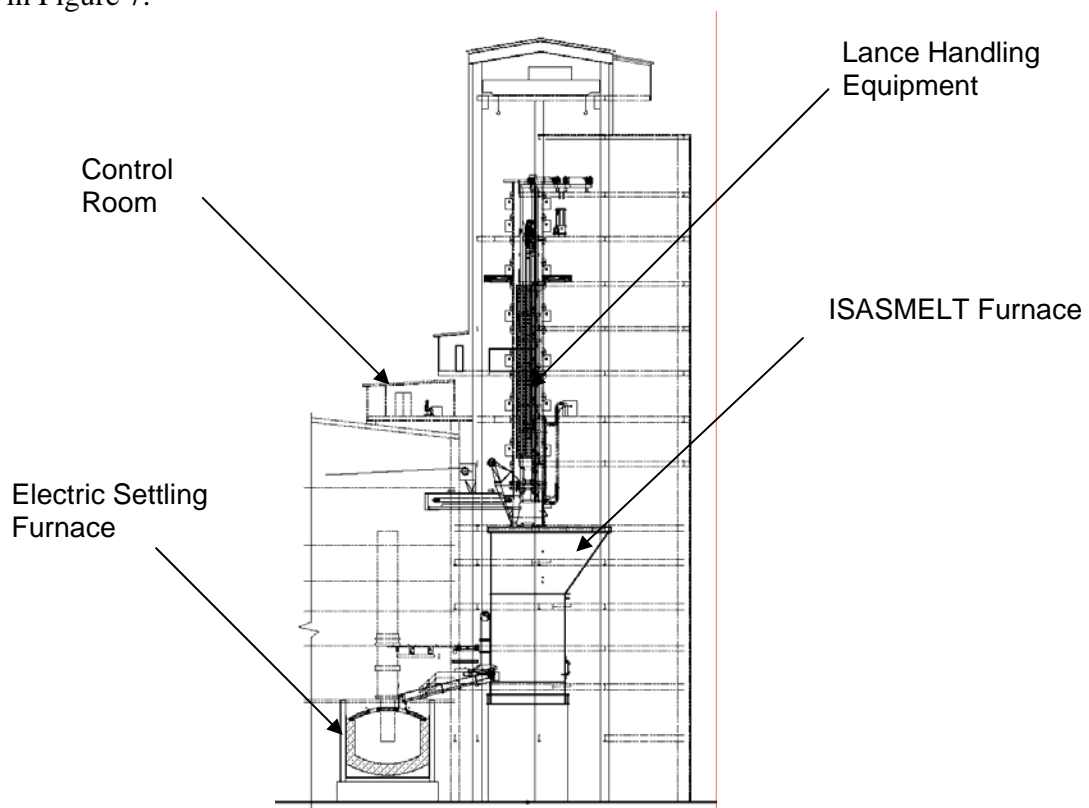 in Figure 7.
Lance Handling
Equipment
Control
Room
ISASMELT Furnace
Electric Settling
Furnace